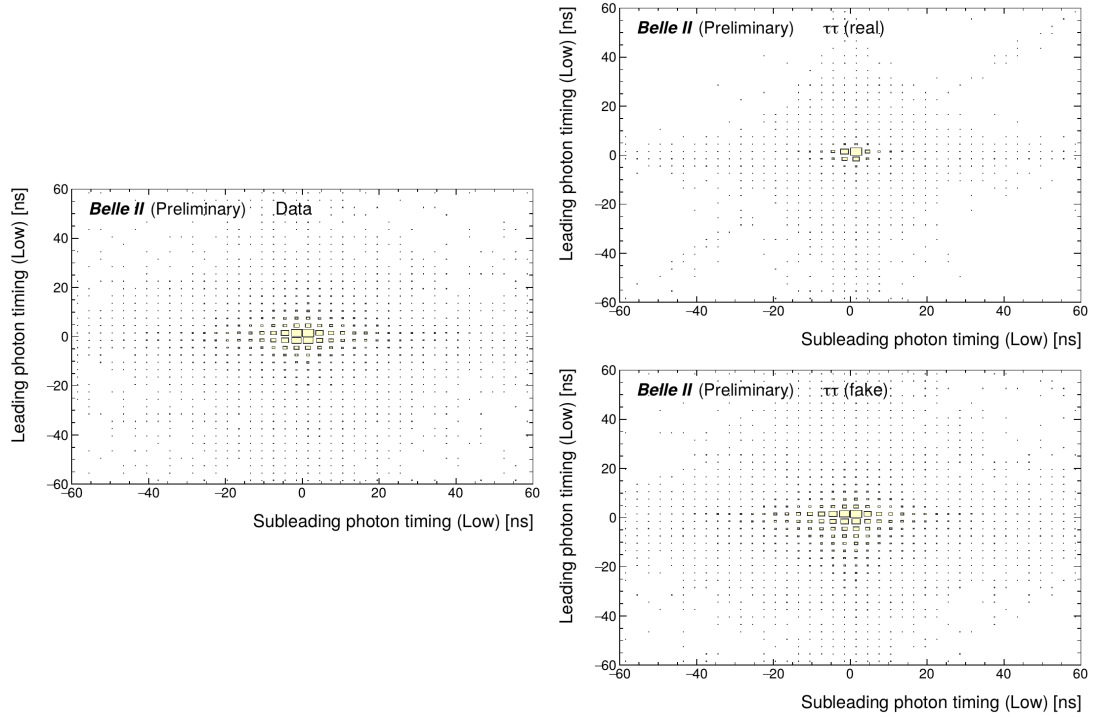 Belle II (Preliminary) Data
Leading photon timing (Low) [ns]
60
40
20
0
−20
−40
−60
−60 −40 −20 0 20 40 60
Subleading photon timing (Low) [ns]
Belle II (Preliminary) ττ (real)
Leading photon timing (Low) [ns]
60
40
20
0
−20
−40
−60
−60 −40 −20 0 20 40 60
Subleading photon timing (Low) [ns]
Belle II (Preliminary) ττ (fake)
Leading photon timing (Low) [ns]
60
40
20
0
−20
−40
−60
−60 −40 −20 0 20 40 60
Subleading photon timing (Low) [ns]